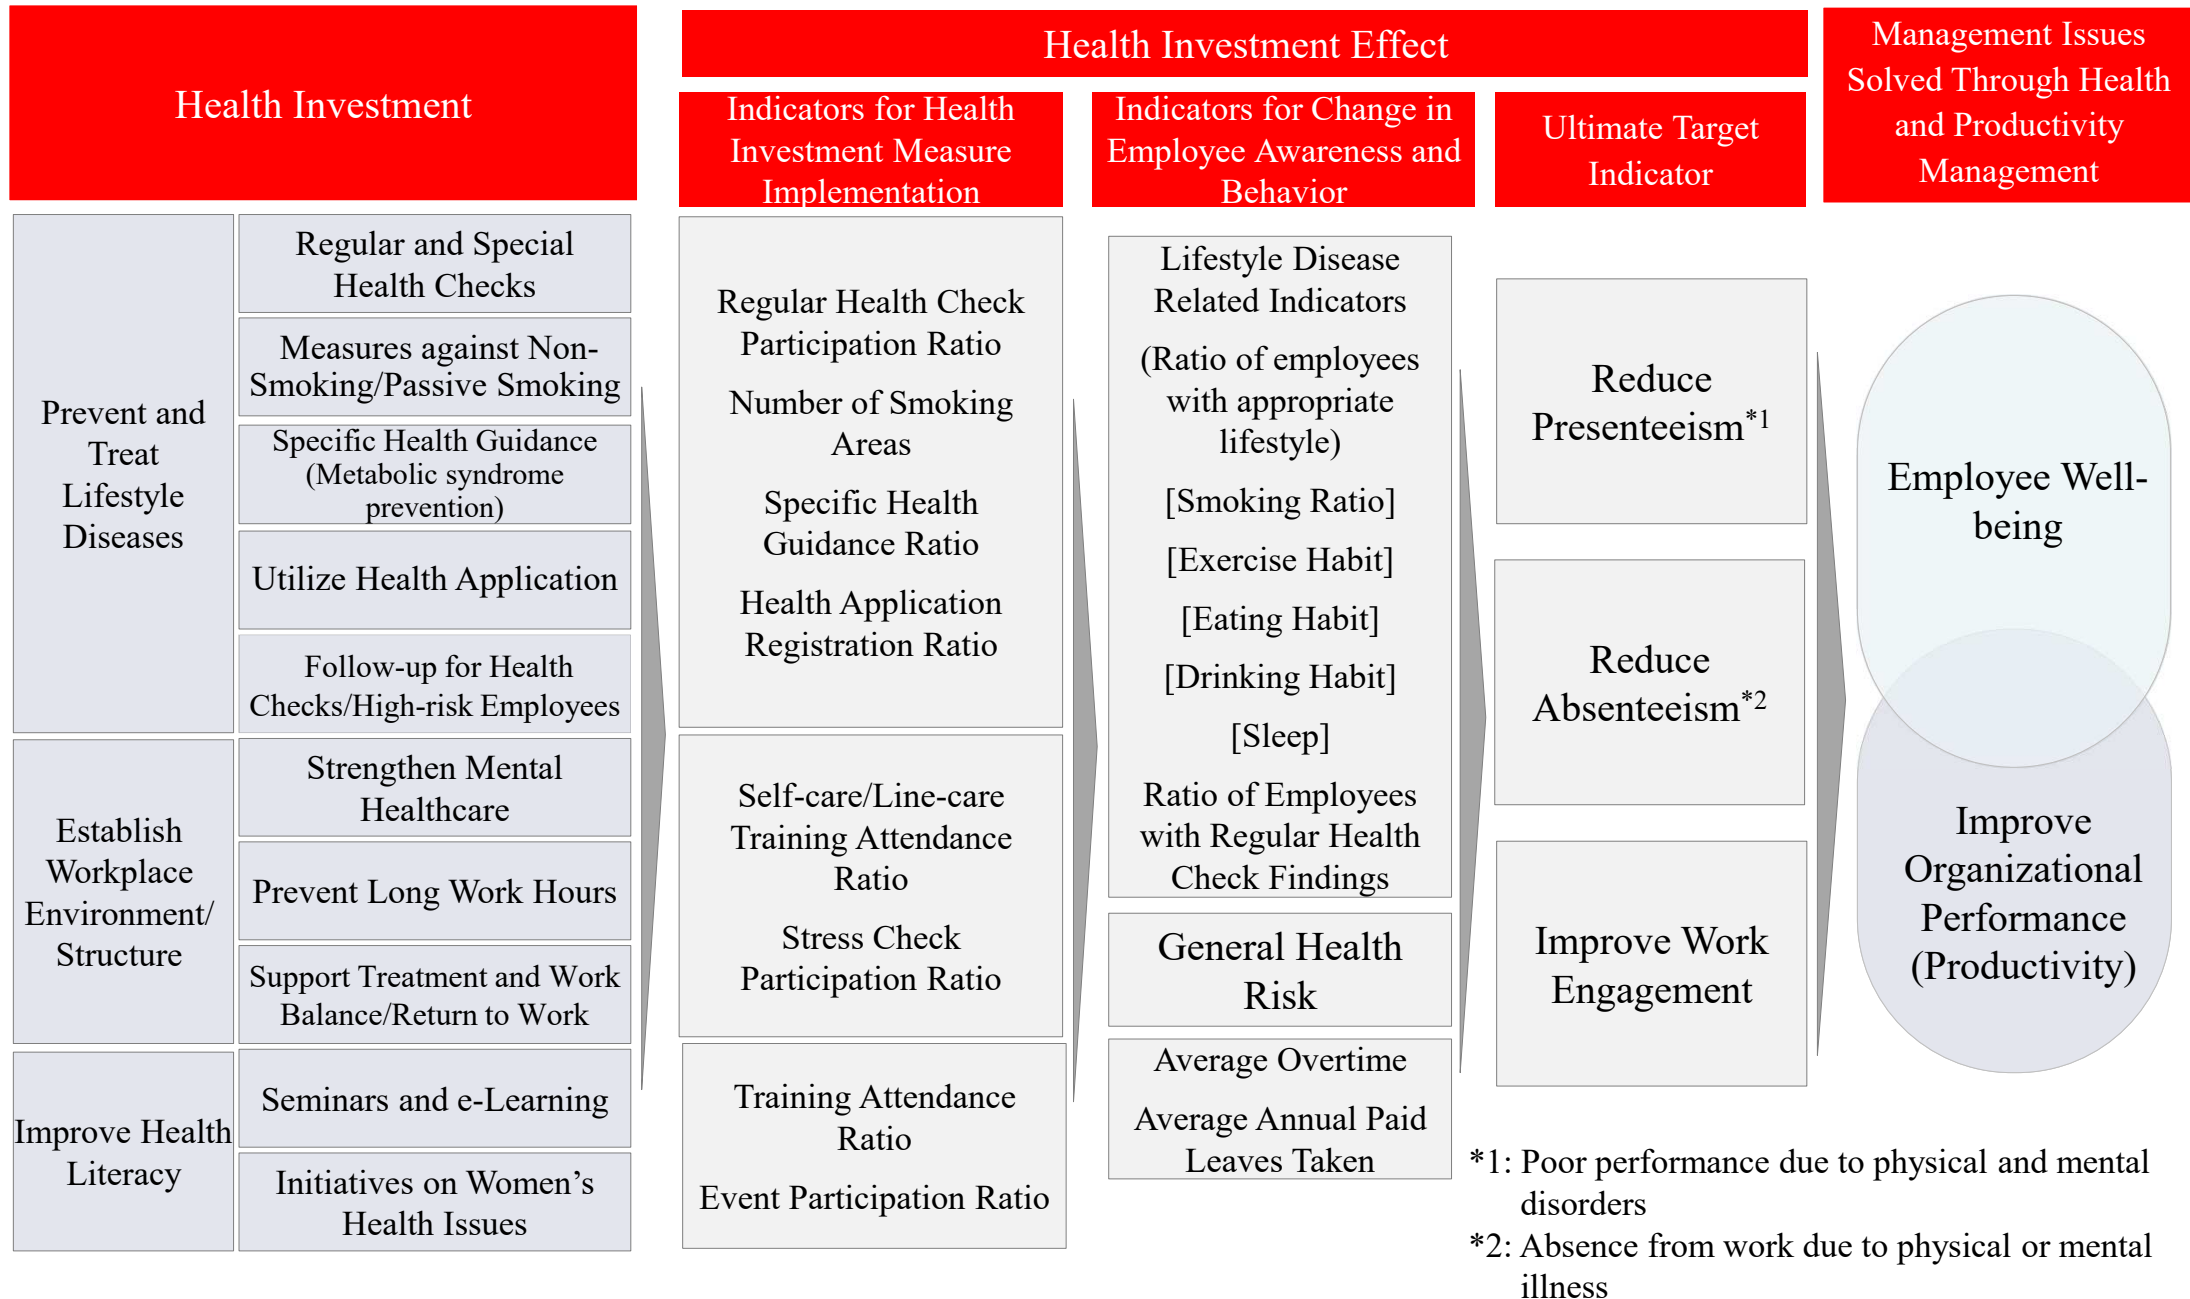 Health Investment
Health Investment Effect
Management Issues
Solved Through Health
and Productivity
Management
Indicators for Health
Investment Measure
Implementation
Indicators for Change in
Employee Awareness and
Behavior
Ultimate Target
Indicator
Prevent and
Treat
Lifestyle
Diseases
Regular and Special
Health Checks
Measures against Non-
Smoking/Passive Smoking
Specific Health Guidance
(Metabolic syndrome
prevention)
Utilize Health Application
Follow-up for Health
Checks/High-risk Employees
Establish
Workplace
Environment/
Structure
Strengthen Mental
Healthcare
Prevent Long Work Hours
Support Treatment and Work
Balance/Return to Work
Improve Health
Literacy
Seminars and e-Learning
Initiatives on Women’s
Health Issues
Regular Health Check
Participation Ratio
Number of Smoking
Areas
Specific Health
Guidance Ratio
Health Application
Registration Ratio
Self-care/Line-care
Training Attendance
Ratio
Stress Check
Participation Ratio
Training Attendance
Ratio
Event Participation Ratio
Lifestyle Disease
Related Indicators
(Ratio of employees
with appropriate
lifestyle)
[Smoking Ratio]
[Exercise Habit]
[Eating Habit]
[Drinking Habit]
[Sleep]
Ratio of Employees
with Regular Health
Check Findings
General Health
Risk
Average Overtime
Average Annual Paid
Leaves Taken
Reduce
Presenteeism*1
Reduce
Absenteeism*2
Improve Work
Engagement
Employee Well-
being
Improve
Organizational
Performance
(Productivity)
*1: Poor performance due to physical and mental
disorders
*2: Absence from work due to physical or mental
illness